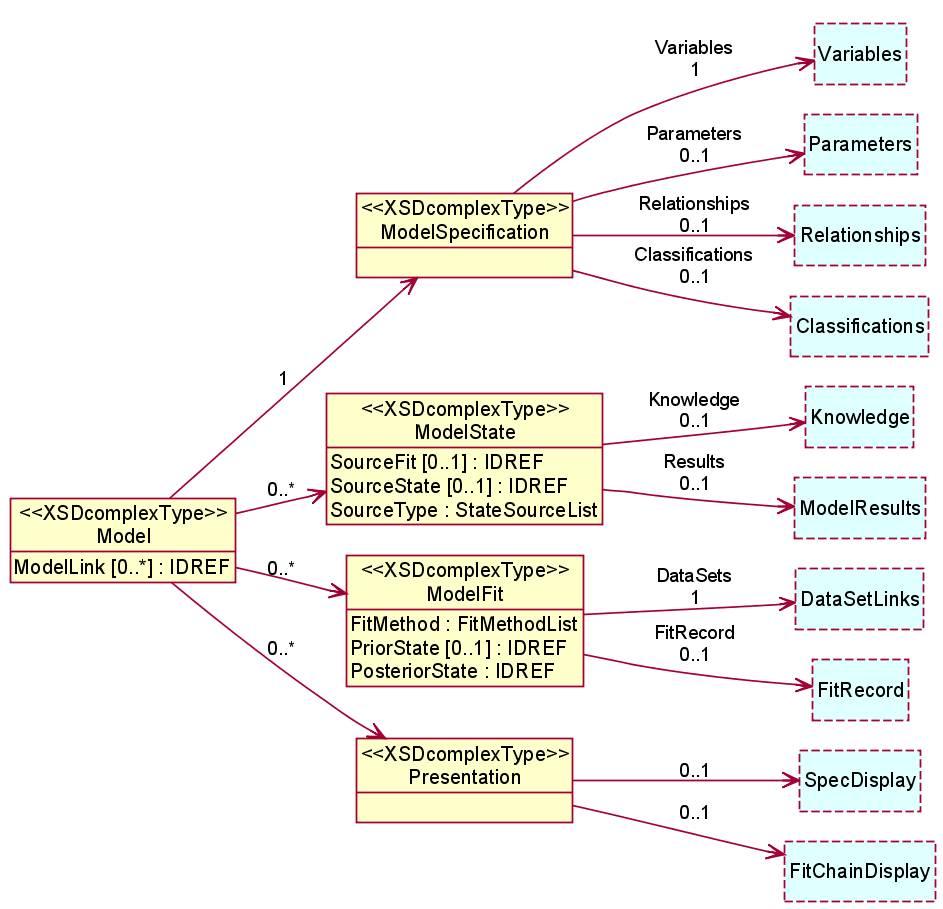 Variables
1
Variables
Parameters
0..1
Parameters
<<XSDcomplexType>>
ModelSpecification
Relationships
0..1
Relationships
Classifications
0..1
Classifications
1
<<XSDcomplexType>>
ModelState
SourceFit [0..1] : IDREF
SourceState [0..1] : IDREF
SourceType : StateSourceList
Knowledge
0..1
Knowledge
Results
0..1
ModelResults
0..*
<<XSDcomplexType>>
Model
ModelLink [0..*] : IDREF
0..*
<<XSDcomplexType>>
ModelFit
FitMethod : FitMethodList
PriorState [0..1] : IDREF
PosteriorState : IDREF
DataSets
1
DataSetLinks
FitRecord
0..1
FitRecord
0..*
<<XSDcomplexType>>
Presentation
0..1
SpecDisplay
0..1
FitChainDisplay